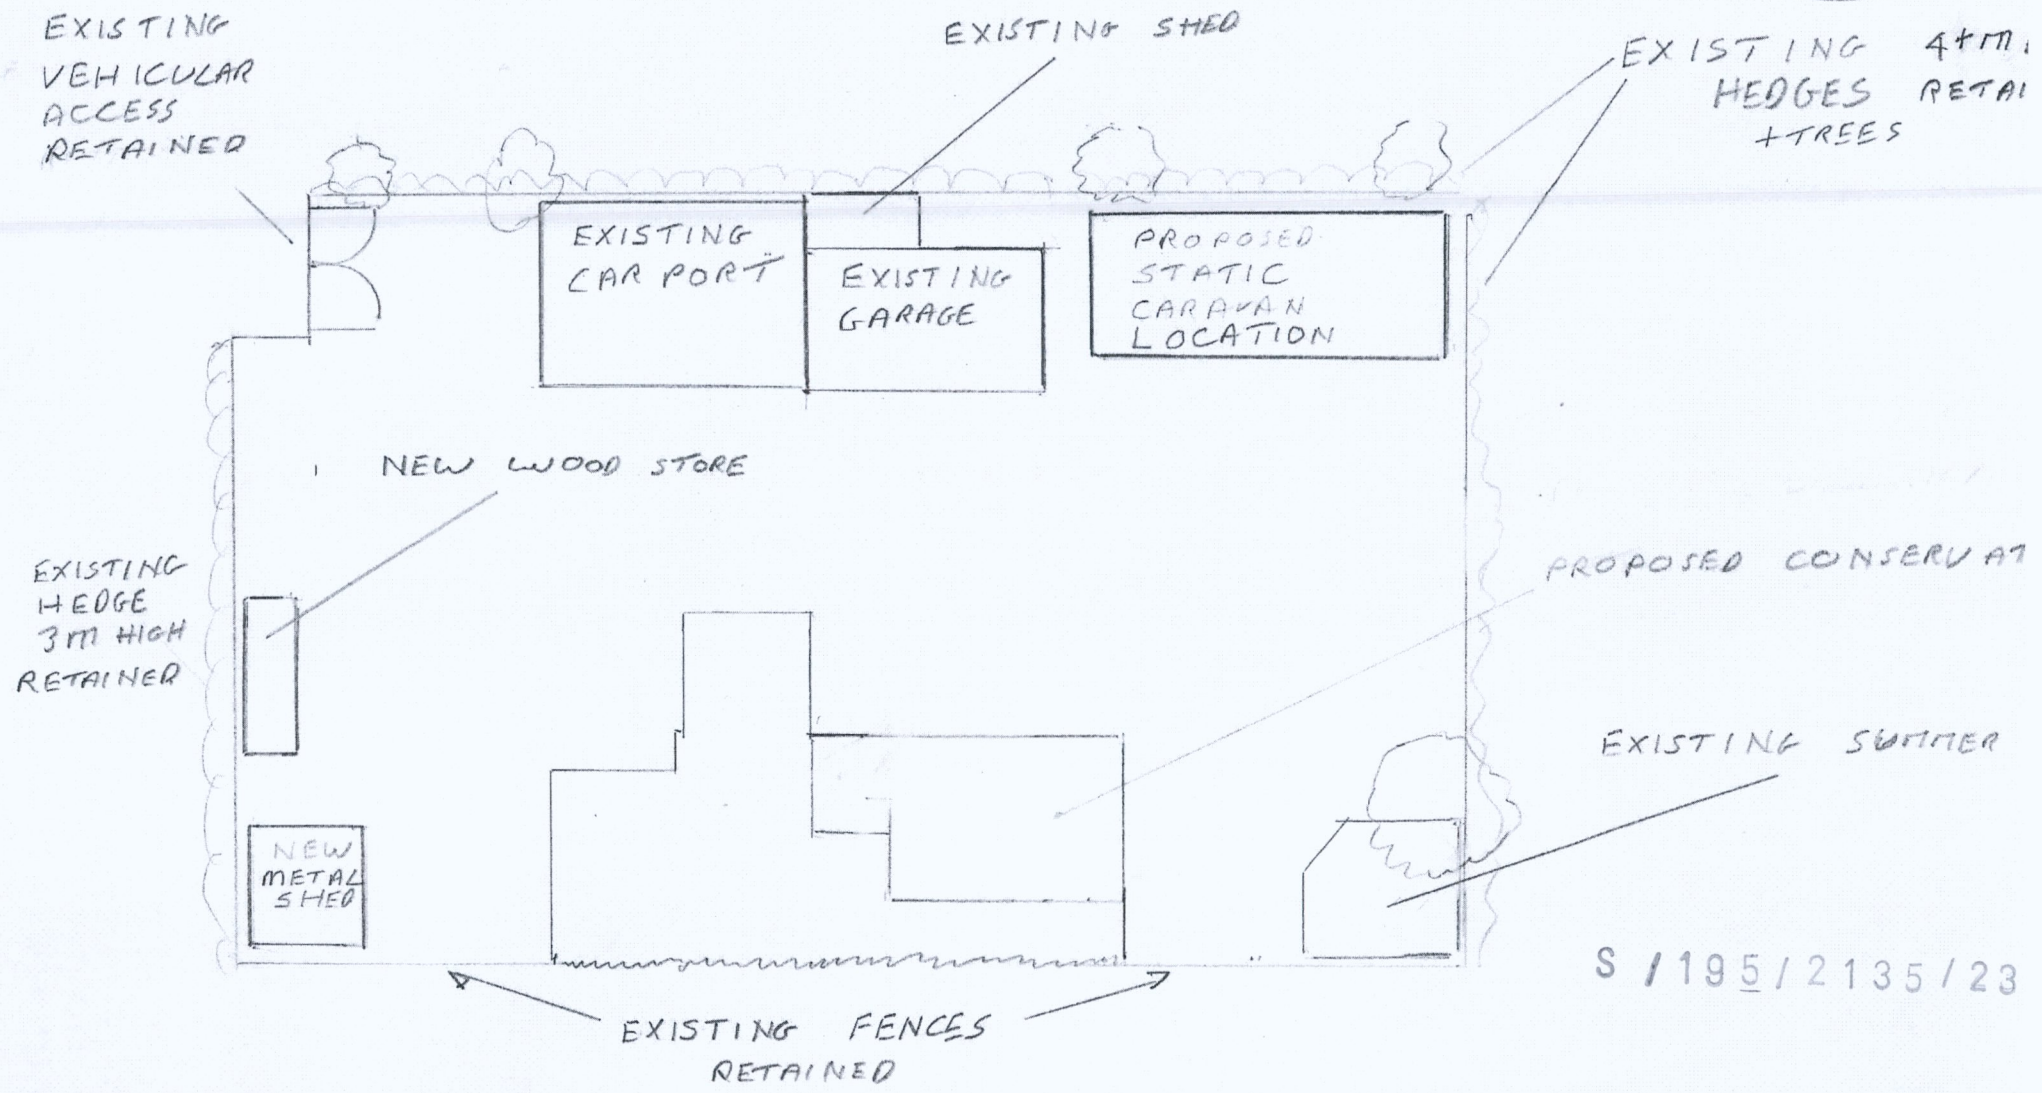 EXISTING
VEHICULAR
ACCESS
RETAINED
EXISTING SHED
EXISTING 4+m.
HEDGES RETAI
+TREES
EXISTING
CAR PORT
EXISTING
GARAGE
PROPOSED
STATIC
CARAVAN
LOCATION
NEW WOOD STORE
EXISTING
HEDGE
3m HIGH
RETAINED
PROPOSED CONSERVAT
EXISTING SUMMER
NEW
METAL
SHED
S/195/2135/23
EXISTING FENCES
RETAINED